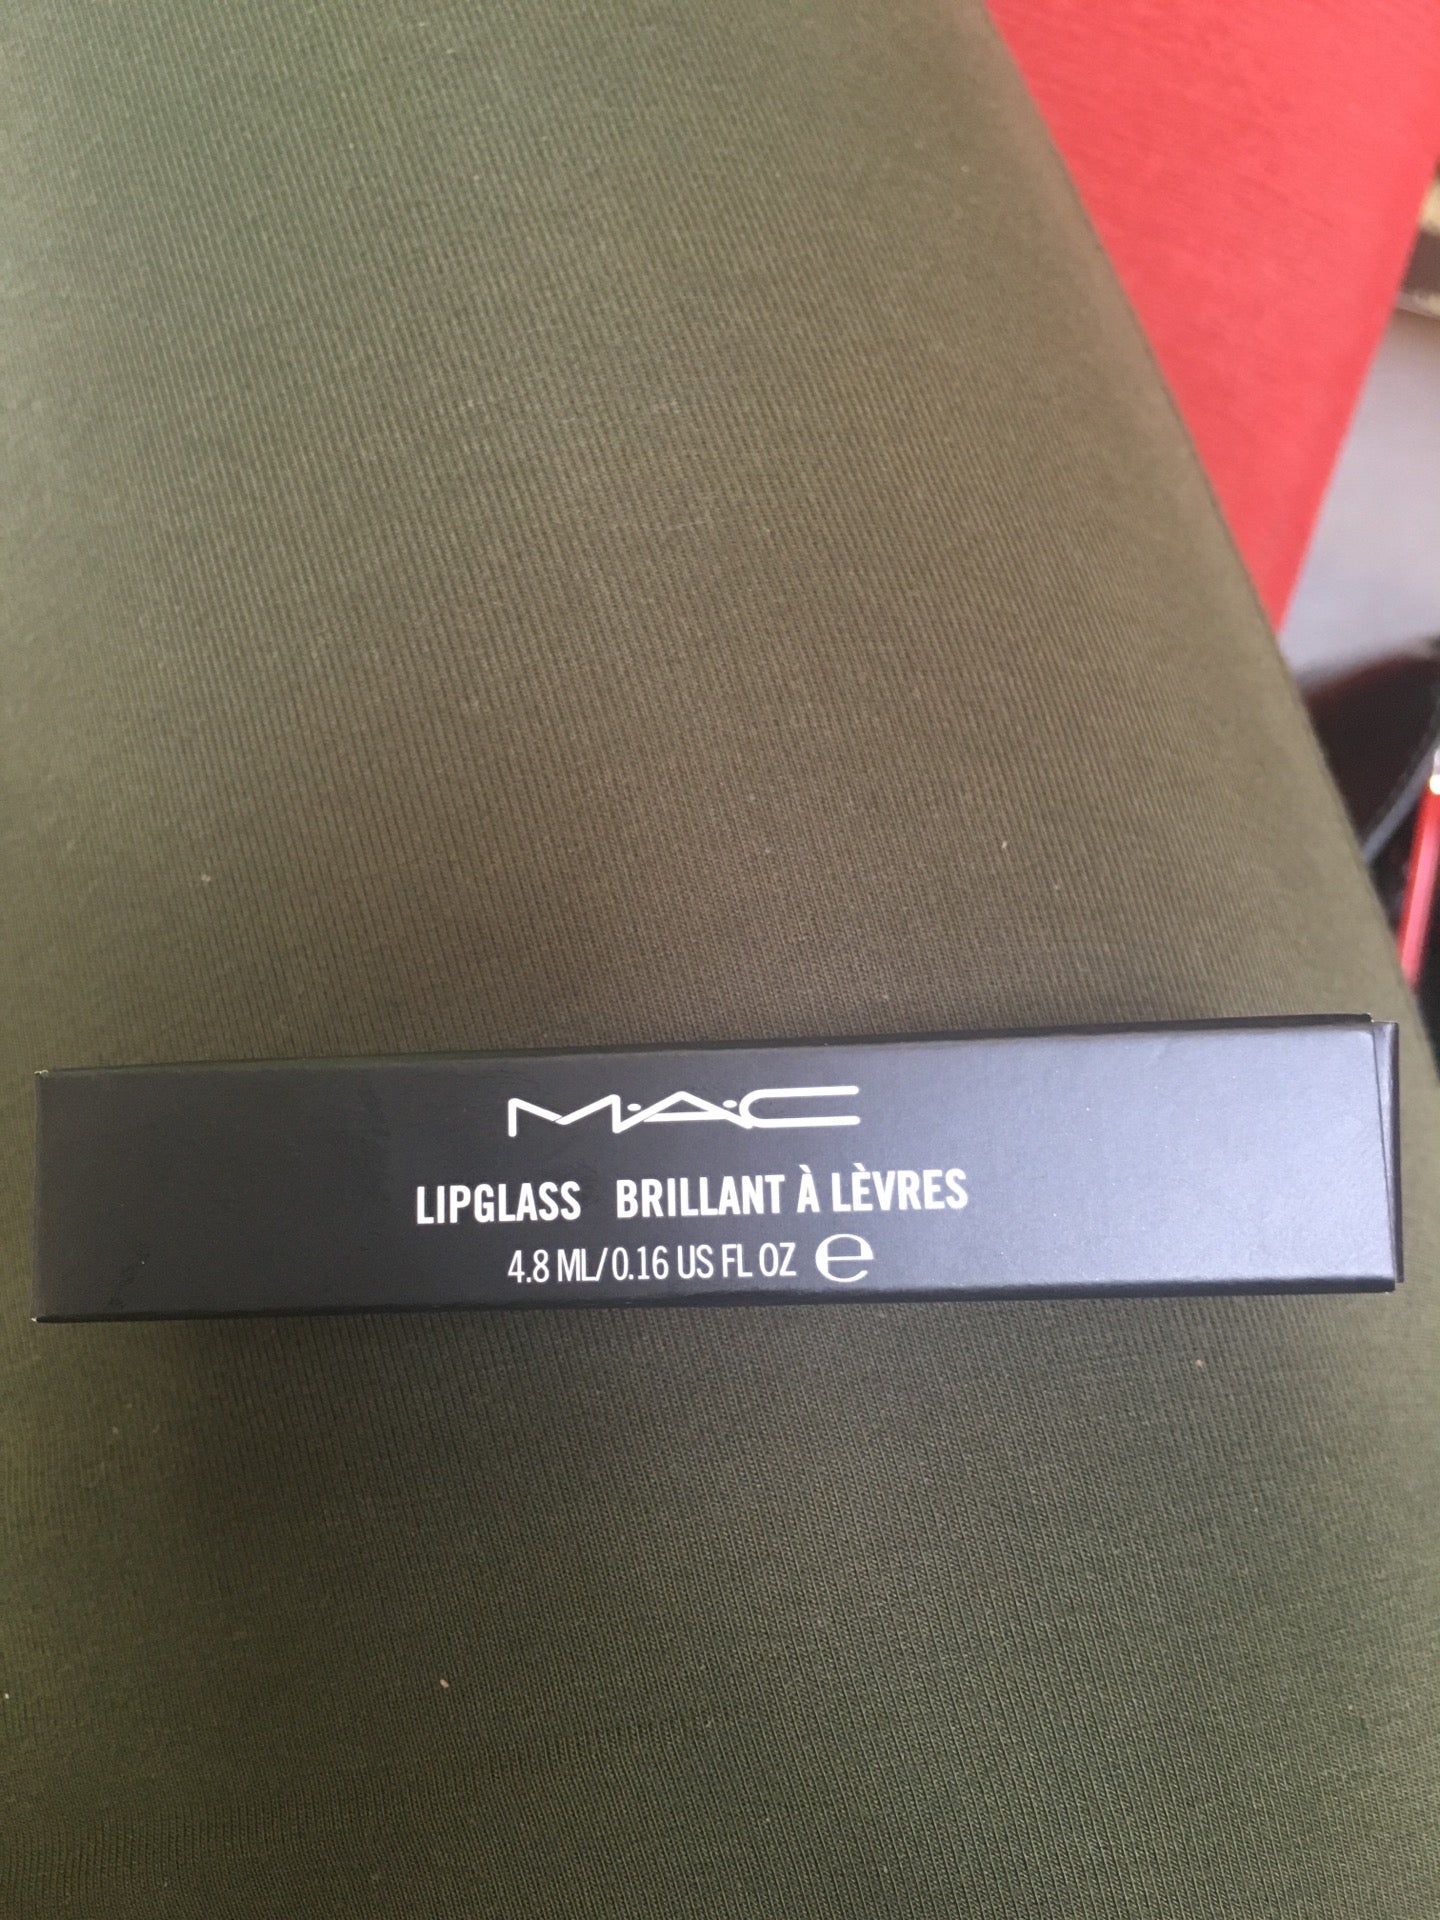 M·A·C
LIPGLASS BRILLANT À LÈVRES
4.8 ML/0.16 US FL OZ ℮